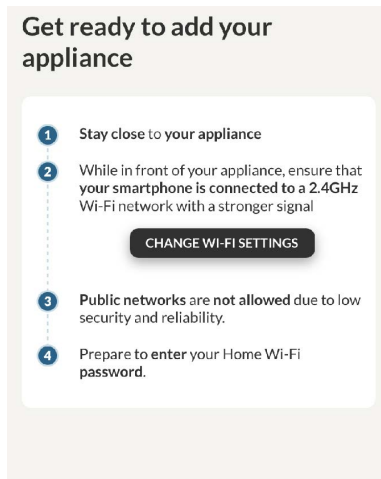 Get ready to add your
appliance
1 Stay close to your appliance
2 While in front of your appliance, ensure that
your smartphone is connected to a 2.4GHz
Wi-Fi network with a stronger signal
CHANGE WI-FI SETTINGS
3 Public networks are not allowed due to low
security and reliability.
4 Prepare to enter your Home Wi-Fi
password.